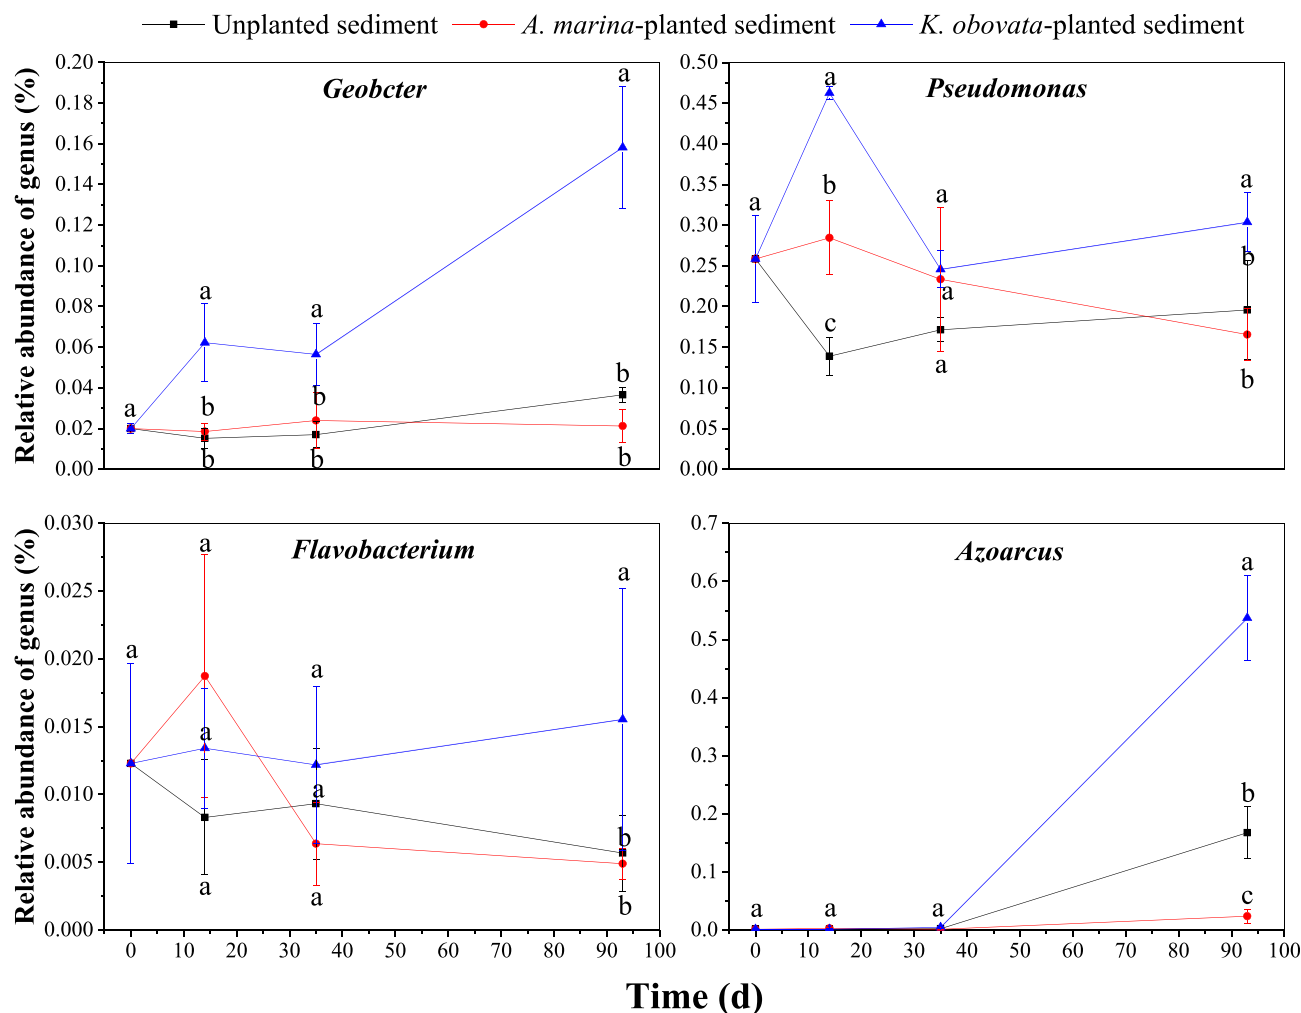 Unplanted sediment A. marina-planted sediment K. obovata-planted sediment
Relative abundance of genus (%)
0.20
0.18
0.16
0.14
0.12
0.10
0.08
0.06
0.04
0.02
0.00
Geobcter
a
a
a
a
b
b
b
b
b
b
0.50
0.45
0.40
0.35
0.30
0.25
0.20
0.15
0.10
0.05
0.00
Pseudomonas
a
a
b
c
a
a
a
a
b
b
Relative abundance of genus (%)
0.030
0.025
0.020
0.015
0.010
0.005
0.000
Flavobacterium
a
a
a
a
a
a
a
a
b
b
0 10 20 30 40 50 60 70 80 90 100
0.7
0.6
0.5
0.4
0.3
0.2
0.1
0.0
Azoarcus
a
a
a
a
b
c
0 10 20 30 40 50 60 70 80 90 100
Time (d)